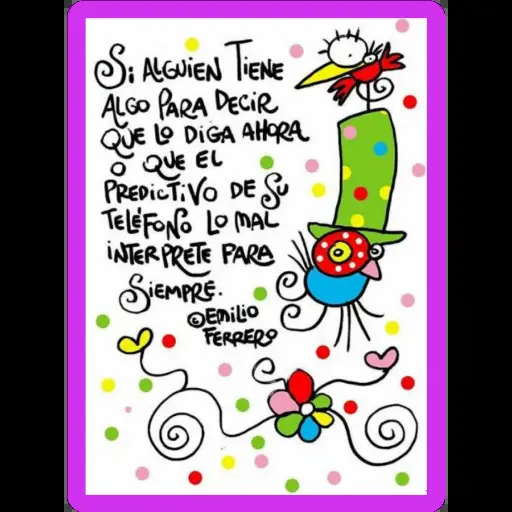 Si ALGUIEN TIENE
ALGO PARA DECIR
QUE LO DIGA AHORA
O QUE EL
PREDICTIVO DE SU
TELÉFONO LO MAL
INTERPRETE PARA
SIEMPRE.
©EMILIO
FERRERO